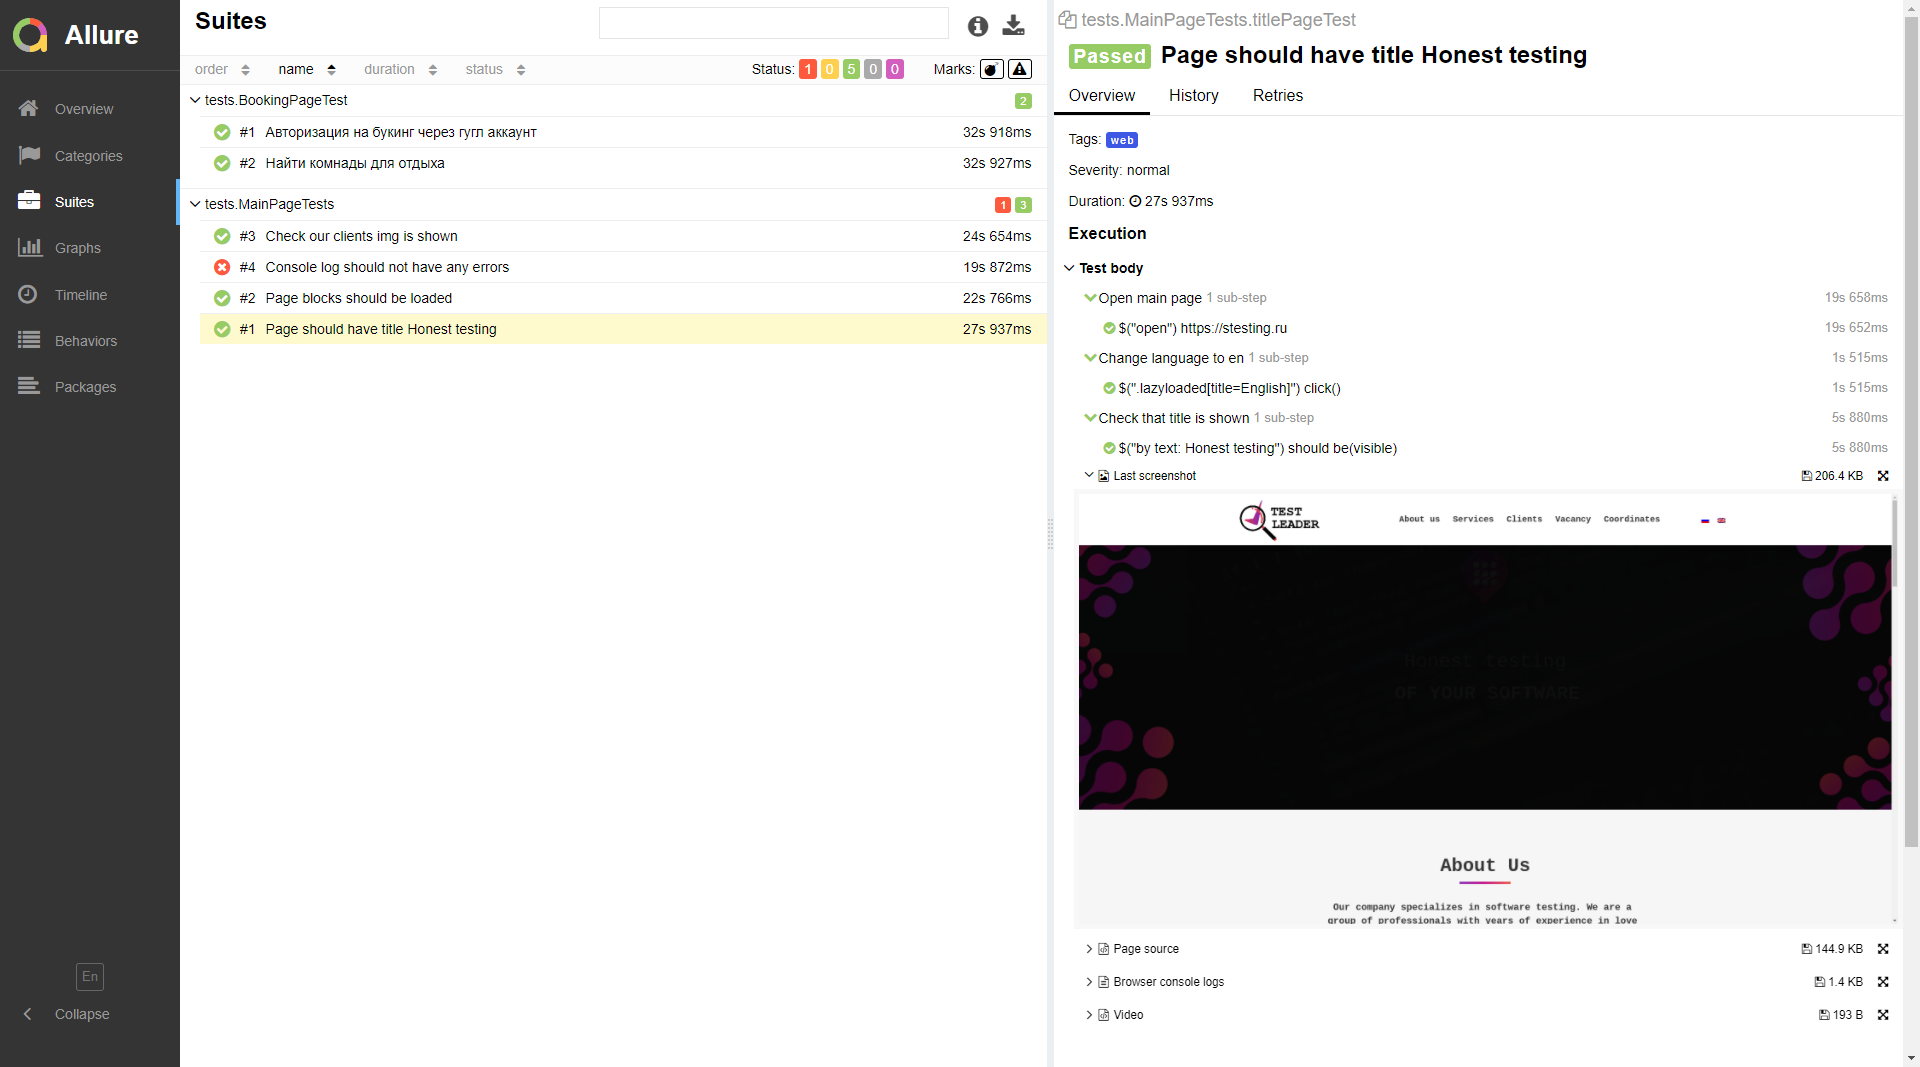 Allure
Overview
Categories
Suites
Graphs
Timeline
Behaviors
Packages
En
Collapse
Suites
order name duration status Status: 1 0 5 0 0 Marks:
tests.BookingPageTest 2
#1 Авторизация на букинг через гугл аккаунт 32s 918ms
#2 Найти комнады для отдыха 32s 927ms
tests.MainPageTests 1 3
#3 Check our clients img is shown 24s 654ms
#4 Console log should not have any errors 19s 872ms
#2 Page blocks should be loaded 22s 766ms
#1 Page should have title Honest testing 27s 937ms
tests.MainPageTests.titlePageTest
Passed Page should have title Honest testing
Overview History Retries
Tags: web
Severity: normal
Duration: 27s 937ms
Execution
Test body
Open main page 1 sub-step 19s 658ms
$("open") https://stesting.ru 19s 652ms
Change language to en 1 sub-step 1s 515ms
$(".lazyloaded[title=English]") click() 1s 515ms
Check that title is shown 1 sub-step 5s 880ms
$("by text: Honest testing") should be(visible) 5s 880ms
Last screenshot 206.4 KB
TEST LEADER
About us Services Clients Vacancy Coordinates
Honest testing
OF YOUR SOFTWARE
About Us
Our company specializes in software testing. We are a
group of professionals with years of experience in love
Page source 144.9 KB
Browser console logs 1.4 KB
Video 193 B